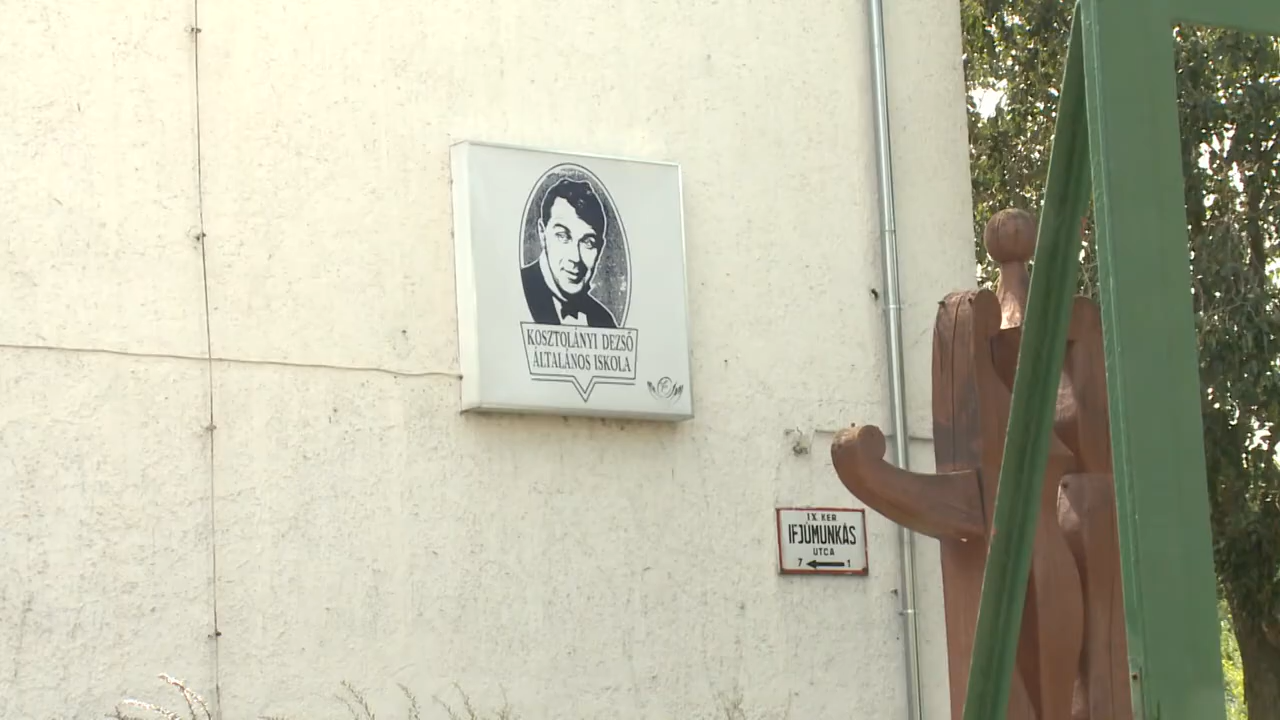 KOSZTOLÁNYI DEZSŐ
ÁLTALÁNOS ISKOLA
IX. KER
IFJÚMUNKÁS
UTCA
7 1